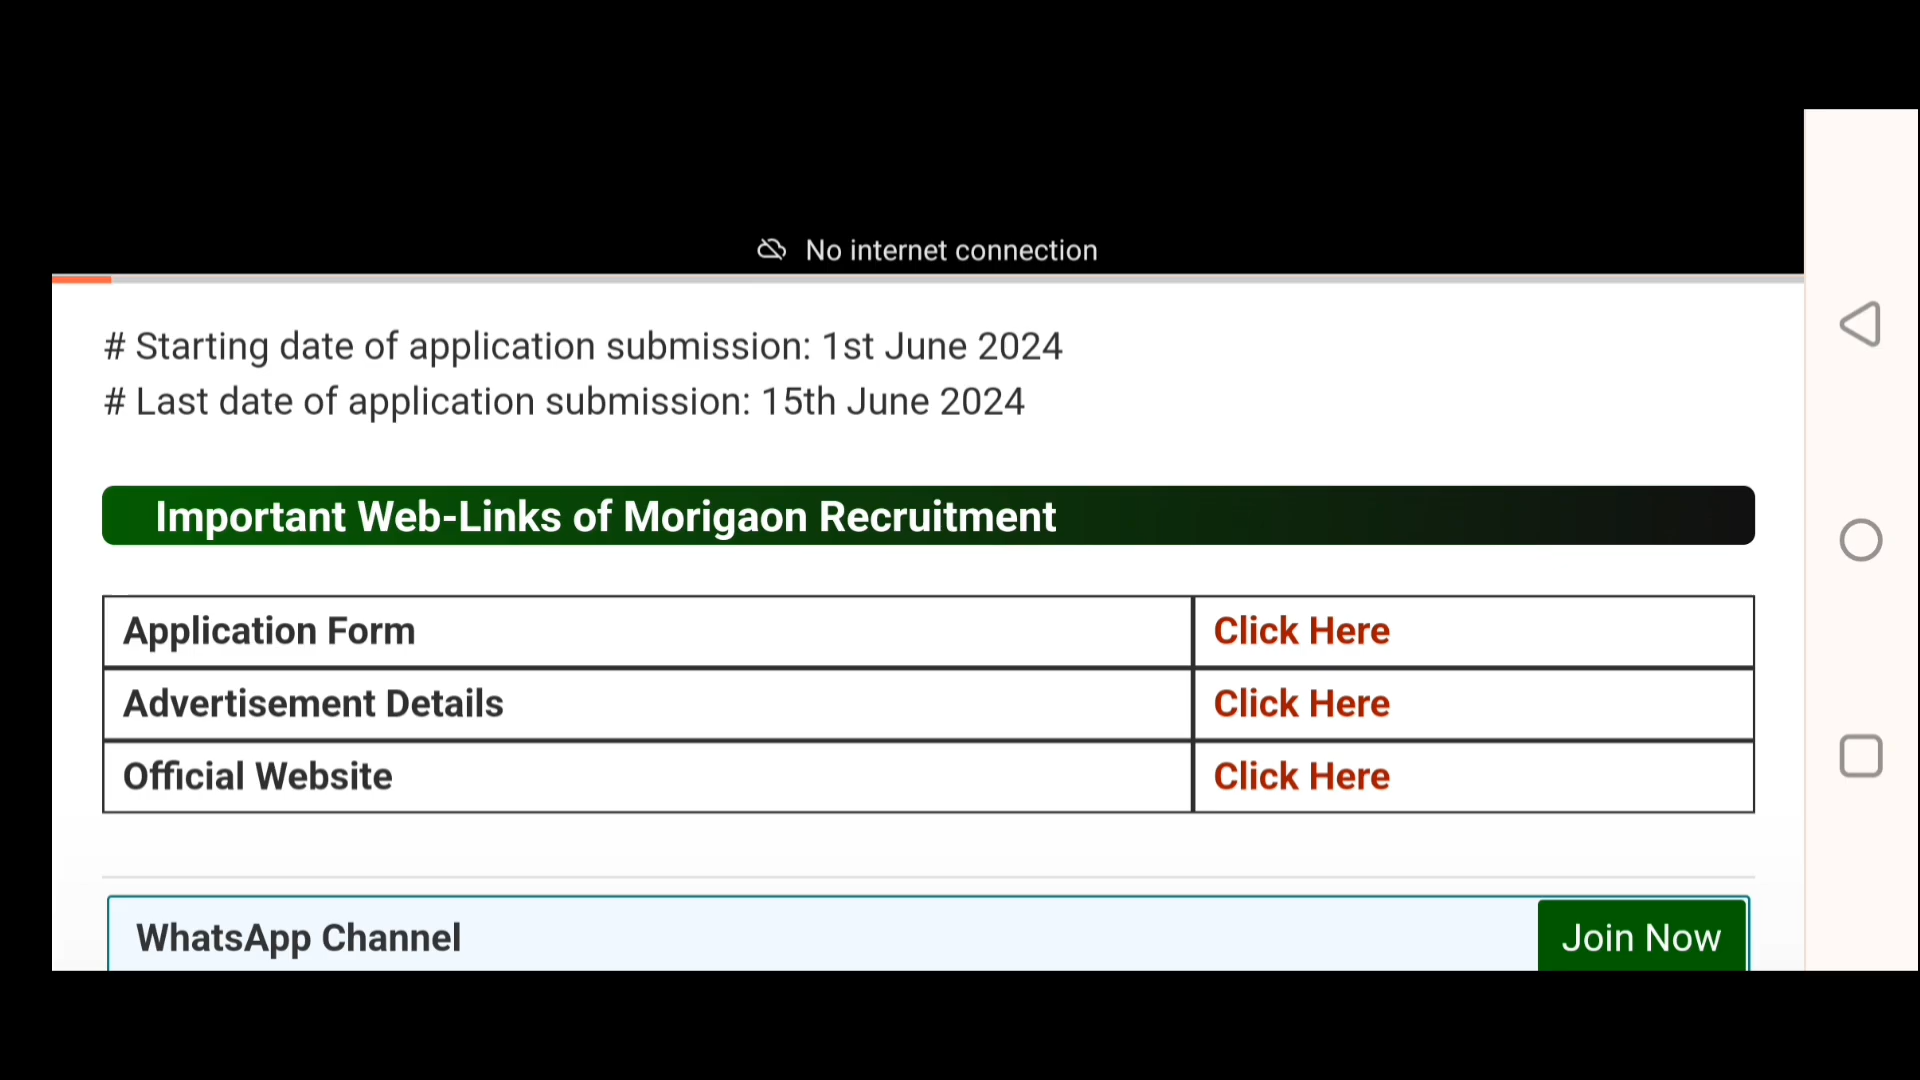 No internet connection
# Starting date of application submission: 1st June 2024
# Last date of application submission: 15th June 2024
Important Web-Links of Morigaon Recruitment
Application Form Click Here
Advertisement Details Click Here
Official Website Click Here
WhatsApp Channel Join Now